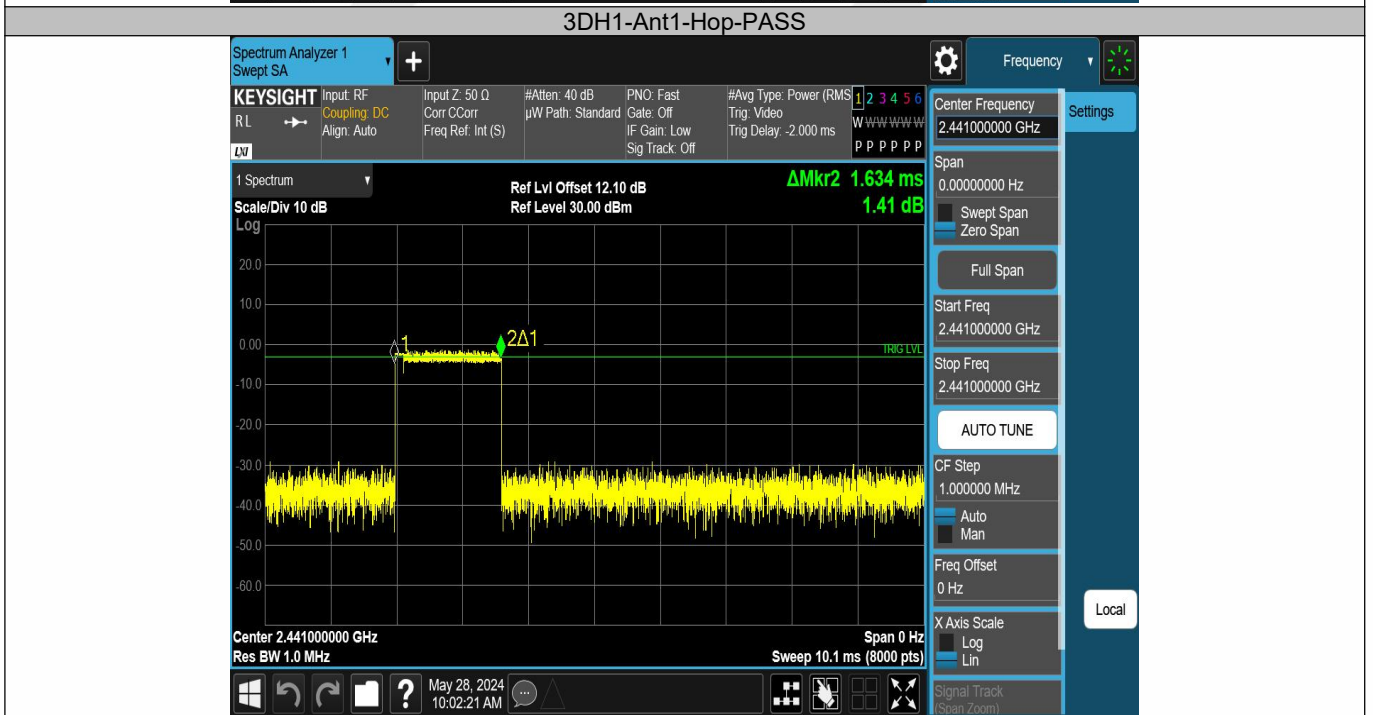 3DH1-Ant1-Hop-PASS
Spectrum Analyzer 1
Swept SA
Frequency
KEYSIGHT
RL
LXI
Input: RF
Coupling: DC
Align: Auto
Input Z: 50 Ω
Corr CCorr
Freq Ref: Int (S)
#Atten: 40 dB
µW Path: Standard
PNO: Fast
Gate: Off
IF Gain: Low
Sig Track: Off
#Avg Type: Power (RMS
Trig: Video
Trig Delay: -2.000 ms
1 2 3 4 5 6
W W W W W W
P P P P P P
1 Spectrum
Scale/Div 10 dB
Log
Ref Lvl Offset 12.10 dB
Ref Level 30.00 dBm
ΔMkr2 1.634 ms
1.41 dB
20.0
10.0
0.00
-10.0
-20.0
-30.0
-40.0
-50.0
-60.0
1
2Δ1
TRIG LVL
Center 2.441000000 GHz
Res BW 1.0 MHz
Span 0 Hz
Sweep 10.1 ms (8000 pts)
May 28, 2024
10:02:21 AM
Center Frequency
2.441000000 GHz
Settings
Span
0.00000000 Hz
Swept Span
Zero Span
Full Span
Start Freq
2.441000000 GHz
Stop Freq
2.441000000 GHz
AUTO TUNE
CF Step
1.000000 MHz
Auto
Man
Freq Offset
0 Hz
Local
X Axis Scale
Log
Lin
Signal Track
(Span Zoom)